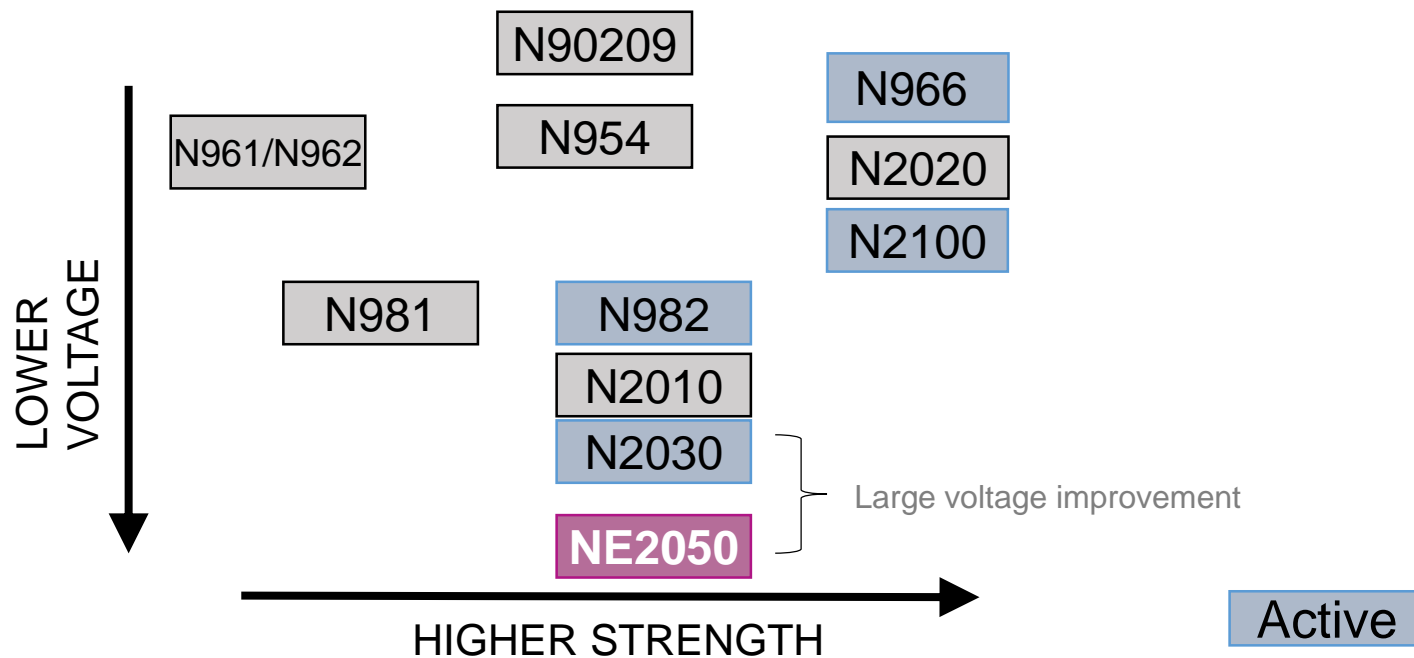 N90209
N966
N954
N961/N962
N2020
N2100
LOWER
VOLTAGE
N981
N982
N2010
N2030
Large voltage improvement
NE2050
HIGHER STRENGTH
Active